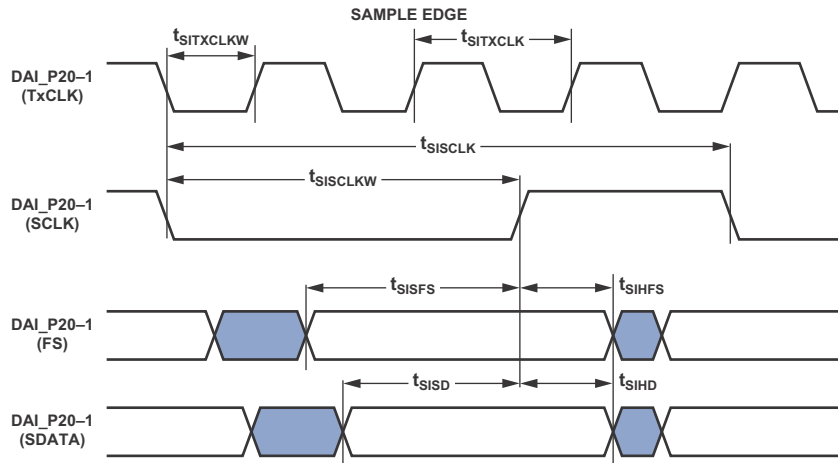 SAMPLE EDGE
tSITXCLKW
tSITXCLK
DAI_P20–1
(TxCLK)
tSISCLK
tSISCLKW
DAI_P20–1
(SCLK)
tSISFS
tSIHFS
DAI_P20–1
(FS)
tSISD
tSIHD
DAI_P20–1
(SDATA)